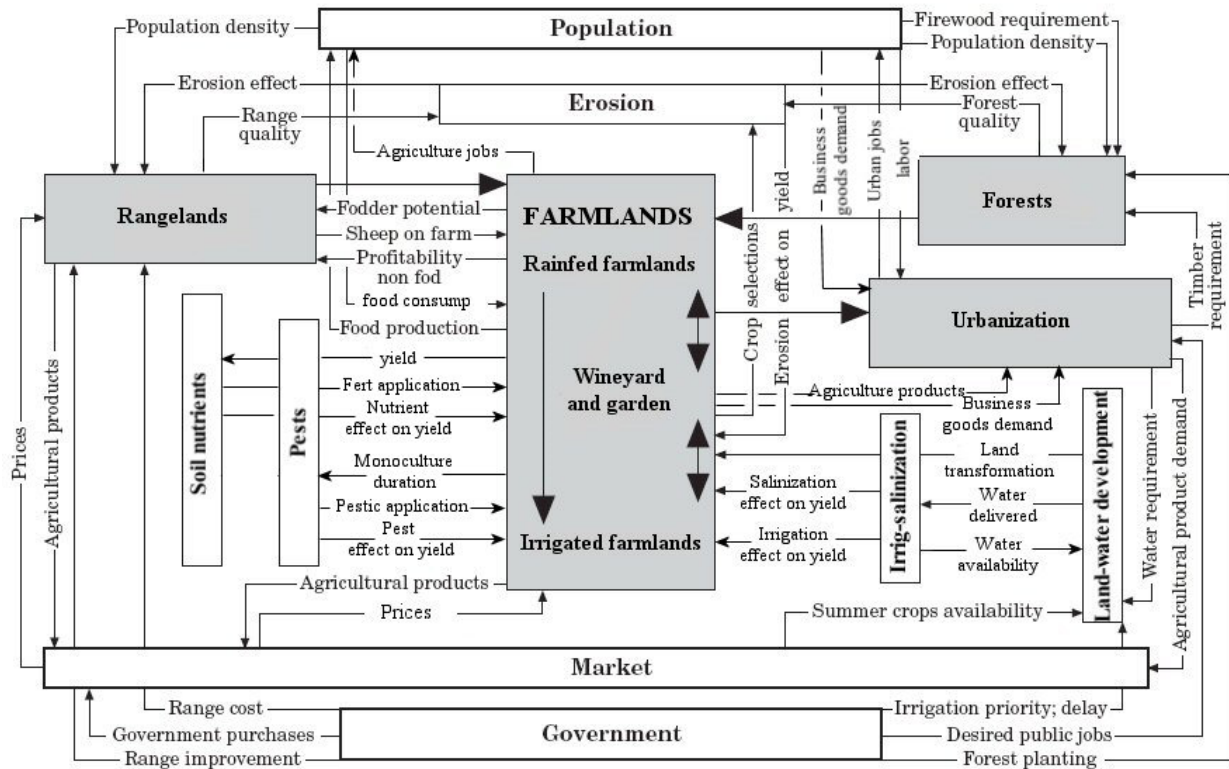 Population density
Population
Firewood requirement
Population density
Erosion effect
Erosion
Erosion effect
Range
quality
Forest
quality
Agriculture jobs
Business
goods demand
Urban jobs
labor
Rangelands
Fodder potential
Sheep on farm
Profitability
non fod
food consump
Food production
FARMLANDS
Rainfed farmlands
Wineyard
and garden
Irrigated farmlands
Crop selections
Erosion effect on yield
Forests
Timber
requirement
Urbanization
Soil nutrients
Pests
yield
Fert application
Nutrient
effect on yield
Monoculture
duration
Pestic application
Pest
effect on yield
Agriculture products
Business
goods demand
Land
transformation
Salinization
effect on yield
Water
delivered
Irrigation
effect on yield
Water
availability
Irrig-salinization
Land-water development
Water requirement
Agricultural product demand
Prices
Agricultural products
Agricultural products
Prices
Summer crops availability
Market
Range cost
Government purchases
Range improvement
Government
Irrigation priority; delay
Desired public jobs
Forest planting